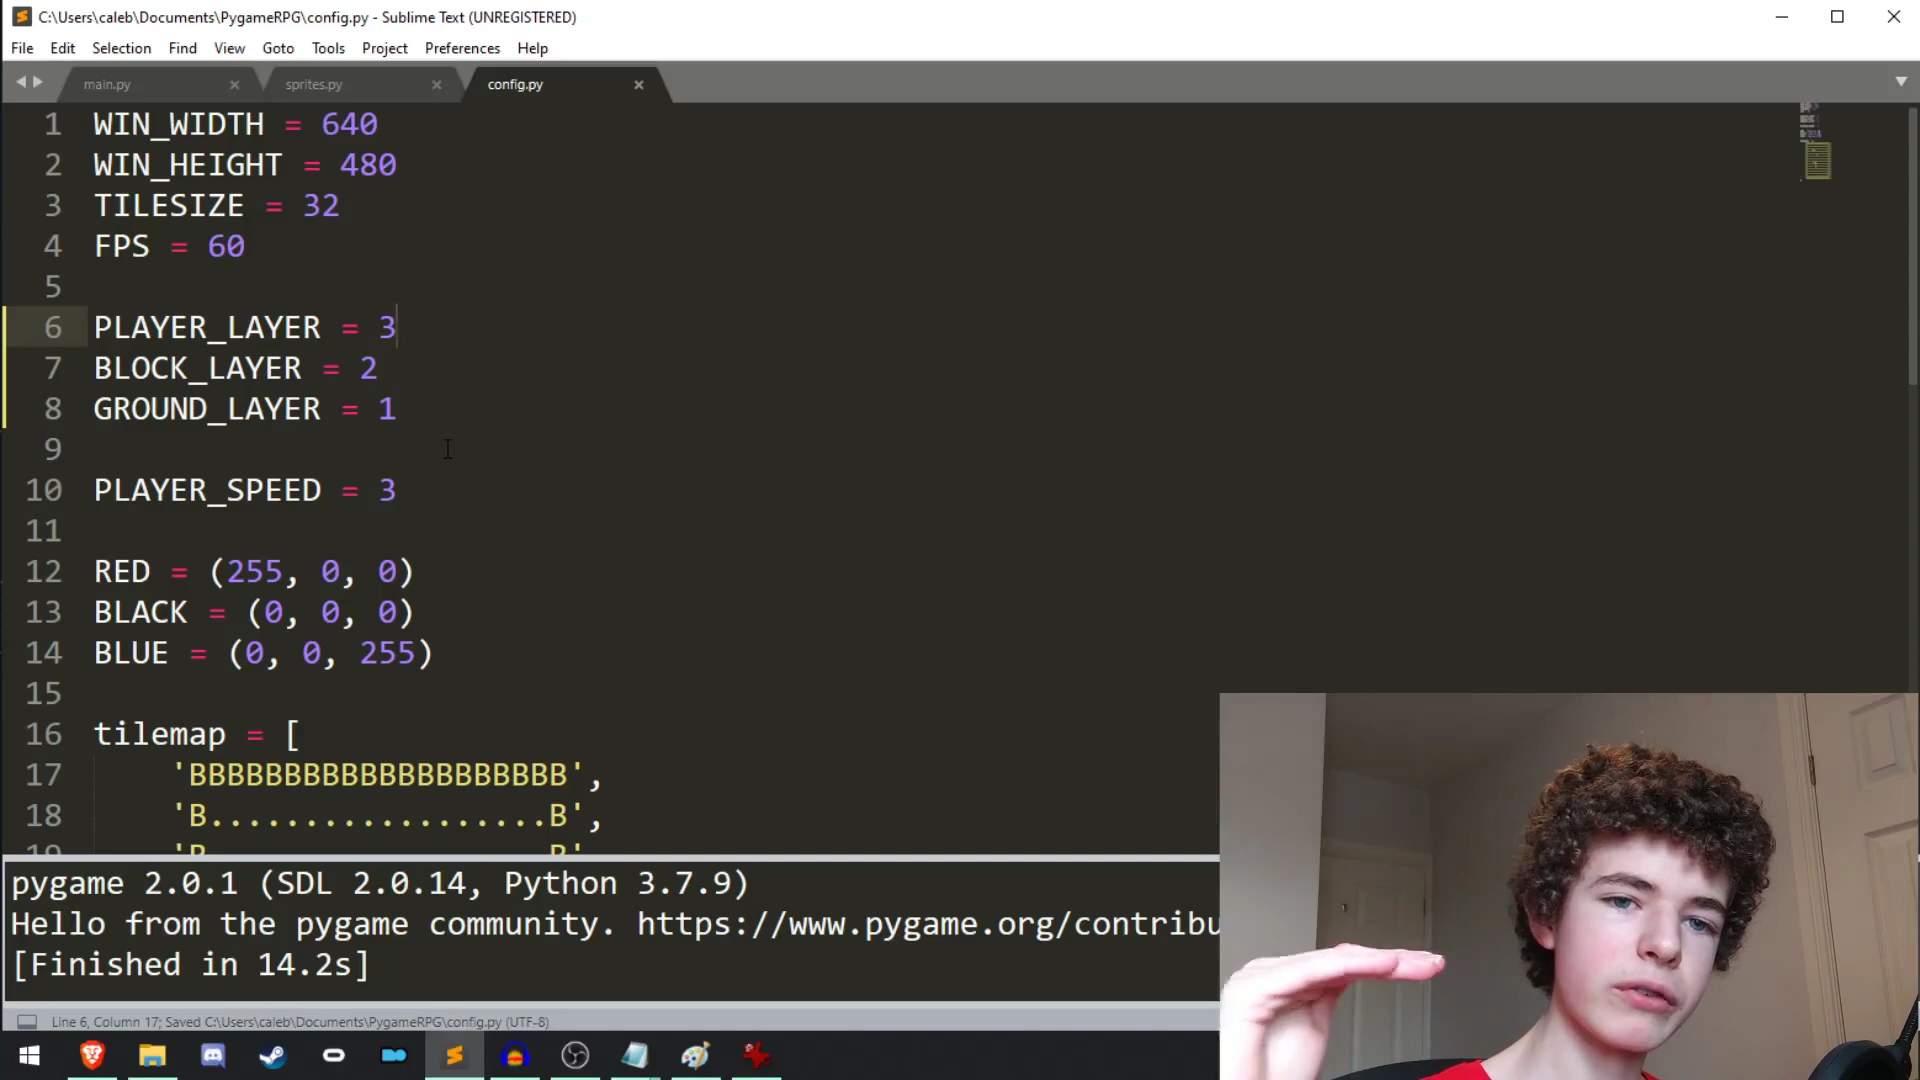 C:\Users\caleb\Documents\PygameRPG\config.py - Sublime Text (UNREGISTERED)
File Edit Selection Find View Goto Tools Project Preferences Help
main.py sprites.py config.py
1 WIN_WIDTH = 640
2 WIN_HEIGHT = 480
3 TILESIZE = 32
4 FPS = 60
5
6 PLAYER_LAYER = 3
7 BLOCK_LAYER = 2
8 GROUND_LAYER = 1
9
10 PLAYER_SPEED = 3
11
12 RED = (255, 0, 0)
13 BLACK = (0, 0, 0)
14 BLUE = (0, 0, 255)
15
16 tilemap = [
17 'BBBBBBBBBBBBBBBBBBBB',
18 'B..................B',
19 'B..................B'
pygame 2.0.1 (SDL 2.0.14, Python 3.7.9)
Hello from the pygame community. https://www.pygame.org/contribu
[Finished in 14.2s]
Line 6, Column 17; Saved C:\Users\caleb\Documents\PygameRPG\config.py (UTF-8)